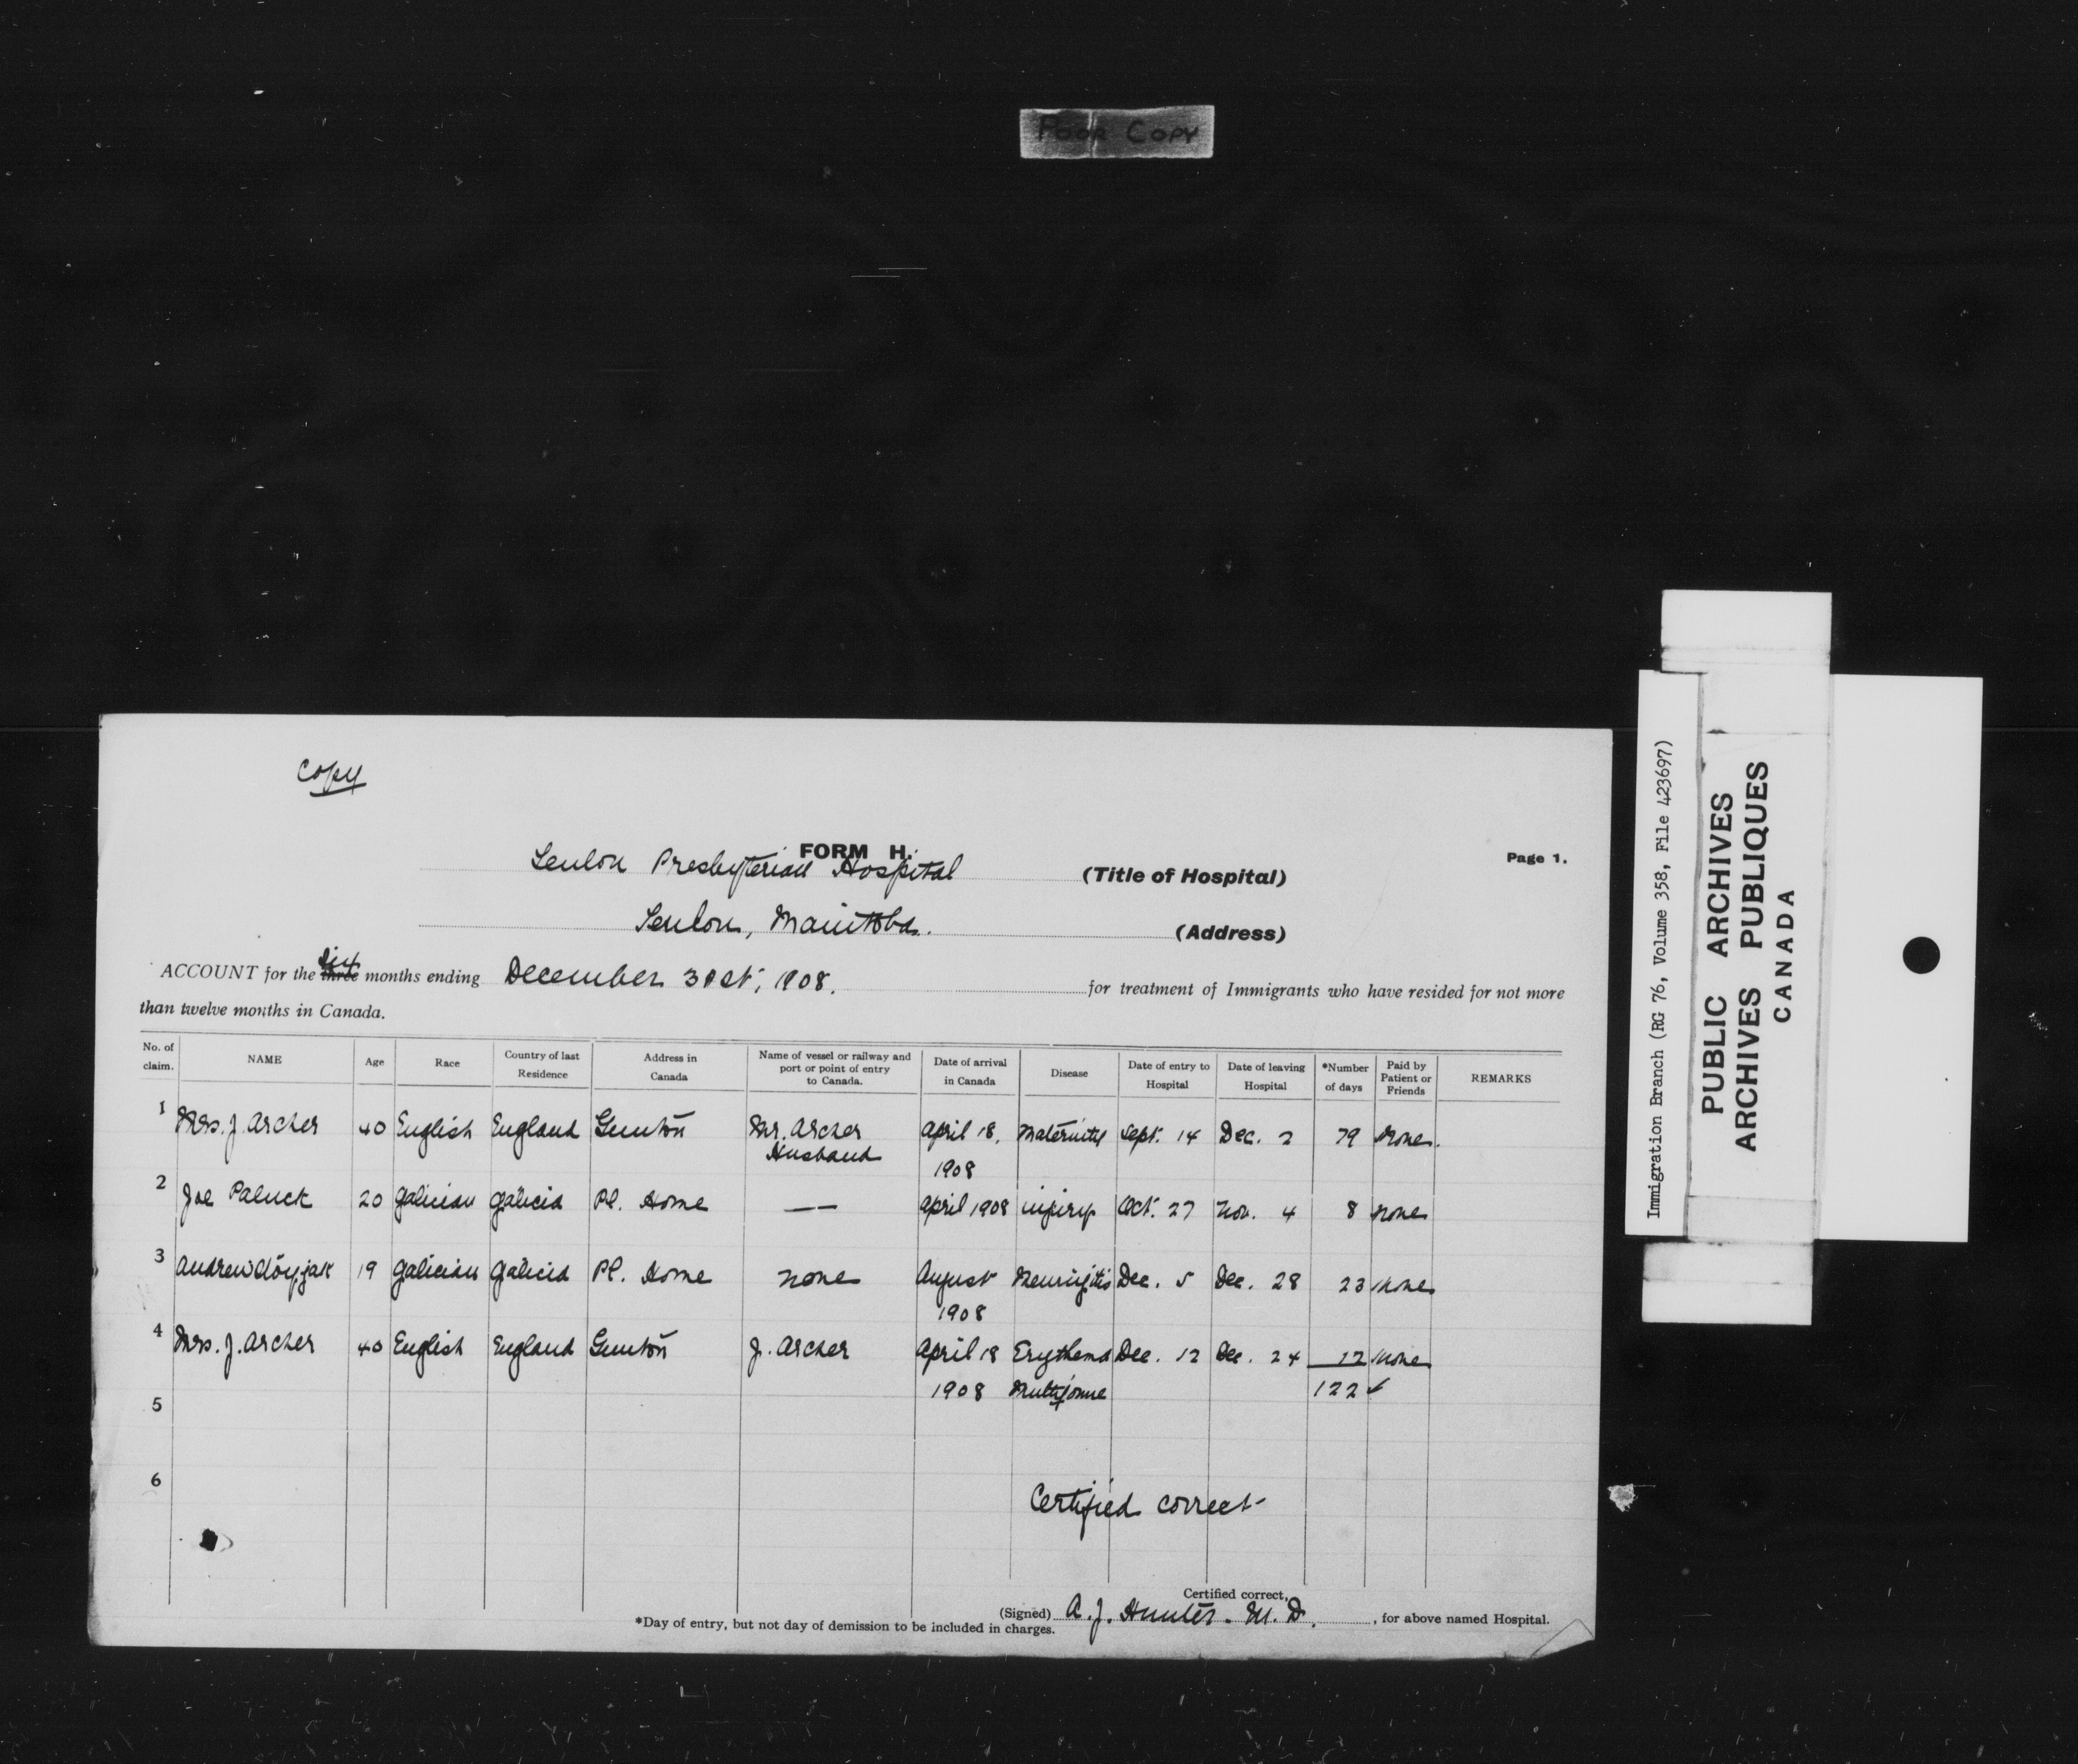 POOR COPY
copy
FORM H.
Page 1.
Teulon Presbyterian Hospital (Title of Hospital)
Teulon, Manitoba. (Address)
ACCOUNT for the three six months ending December 31st, 1908. for treatment of Immigrants who have resided for not more
than twelve months in Canada.
No. of claim. NAME Age Race Country of last Residence Address in Canada Name of vessel or railway and port or point of entry to Canada. Date of arrival in Canada Disease Date of entry to Hospital Date of leaving Hospital *Number of days Paid by Patient or Friends REMARKS
1 Mrs. J. Archer 40 English England Gunton Mr. Archer April 18, Maternity Sept. 14 Dec. 2 79 None.
Husband 1908
2 Joe Paluck 20 Galician Galicia Pl. Home —— April 1908 injury Oct. 27 Nov. 4 8 none
3 Andrew 19 Galician Galicia Pl. Home none August Meningitis Dec. 5 Dec. 28 23 none
1908
4 Mrs. J. Archer 40 English England Gunton J. Archer April 18 Erythema Dec. 12 Dec. 24 12 none
1908 Multiforme 122 ✓
5
6
Certified correct
Certified correct,
(Signed) A. J. Hunter. M. D. , for above named Hospital.
*Day of entry, but not day of demission to be included in charges.
Immigration Branch (RG 76, Volume 358, File 423697)
PUBLIC ARCHIVES
ARCHIVES PUBLIQUES
CANADA